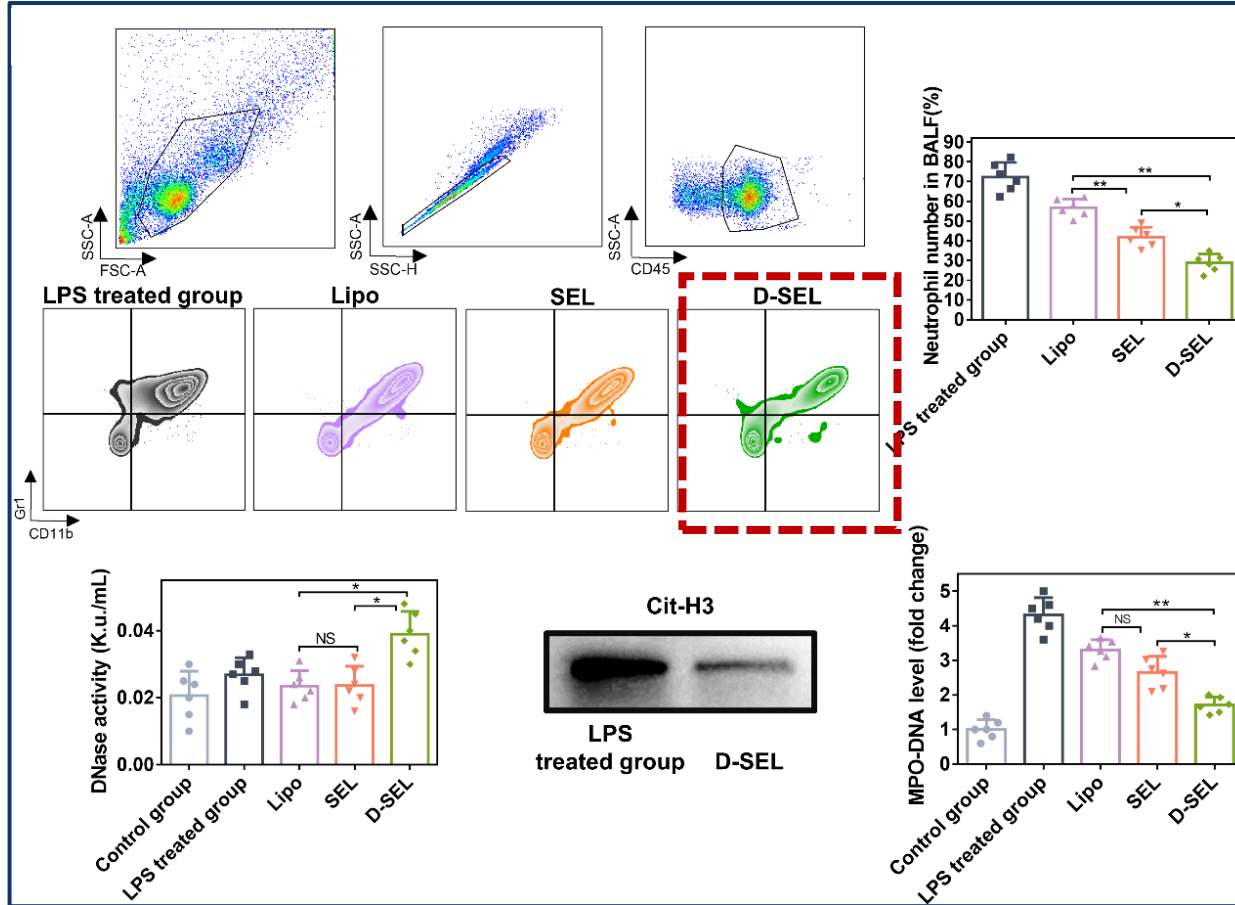 SSC-A
FSC-A
SSC-A
SSC-H
SSC-A
CD45
LPS treated group
Lipo
SEL
D-SEL
Gr1
CD11b
Neutrophil number in BALF(%)
90
80
70
60
50
40
30
20
10
0
**
**
*
LPS treated group
Lipo
SEL
D-SEL
DNase activity (K.u./mL)
0.04
0.02
0.00
*
*
NS
Control group
LPS treated group
Lipo
SEL
D-SEL
Cit-H3
LPS
treated group
D-SEL
MPO-DNA level (fold change)
5
4
3
2
1
0
**
NS
*
Control group
LPS treated group
Lipo
SEL
D-SEL